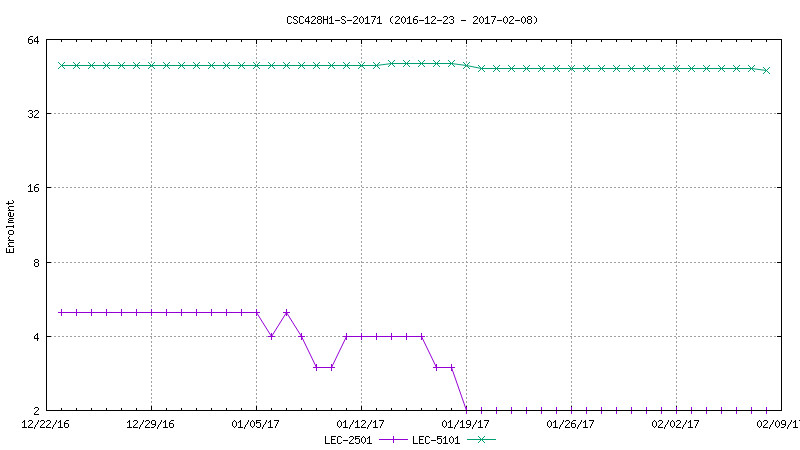 CSC428H1-S-20171 (2016-12-23 - 2017-02-08)
64
32
16
8
4
2
Enrolment
12/22/16 12/29/16 01/05/17 01/12/17 01/19/17 01/26/17 02/02/17 02/09/17
LEC-2501 LEC-5101